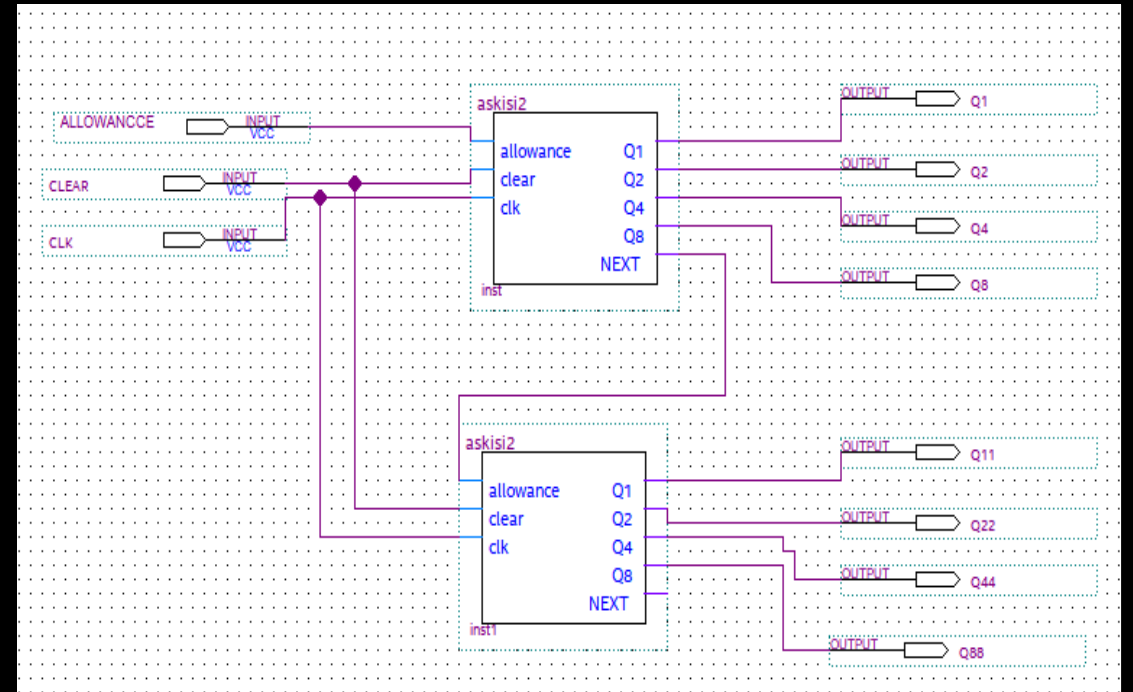 ALLOWANCCE
INPUT
VCC
CLEAR
INPUT
VCC
CLK
INPUT
VCC
askisi2
allowance
clear
clk
Q1
Q2
Q4
Q8
NEXT
inst
OUTPUT
Q1
OUTPUT
Q2
OUTPUT
Q4
OUTPUT
Q8
askisi2
allowance
clear
clk
Q1
Q2
Q4
Q8
NEXT
inst1
OUTPUT
Q11
OUTPUT
Q22
OUTPUT
Q44
OUTPUT
Q88